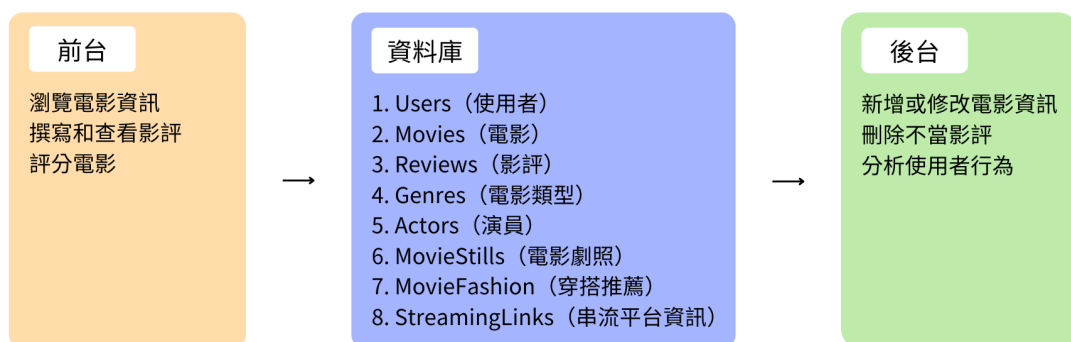 前台
瀏覽電影資訊
撰寫和查看影評
評分電影
→
資料庫
1. Users（使用者）
2. Movies（電影）
3. Reviews（影評）
4. Genres（電影類型）
5. Actors（演員）
6. MovieStills（電影劇照）
7. MovieFashion（穿搭推薦）
8. StreamingLinks（串流平台資訊）
→
後台
新增或修改電影資訊
刪除不當影評
分析使用者行為